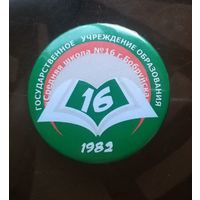 ГОСУДАРСТВЕННОЕ УЧРЕЖДЕНИЕ ОБРАЗОВАНИЯ
Средняя школа №16 г.Бобруйска
16
1982